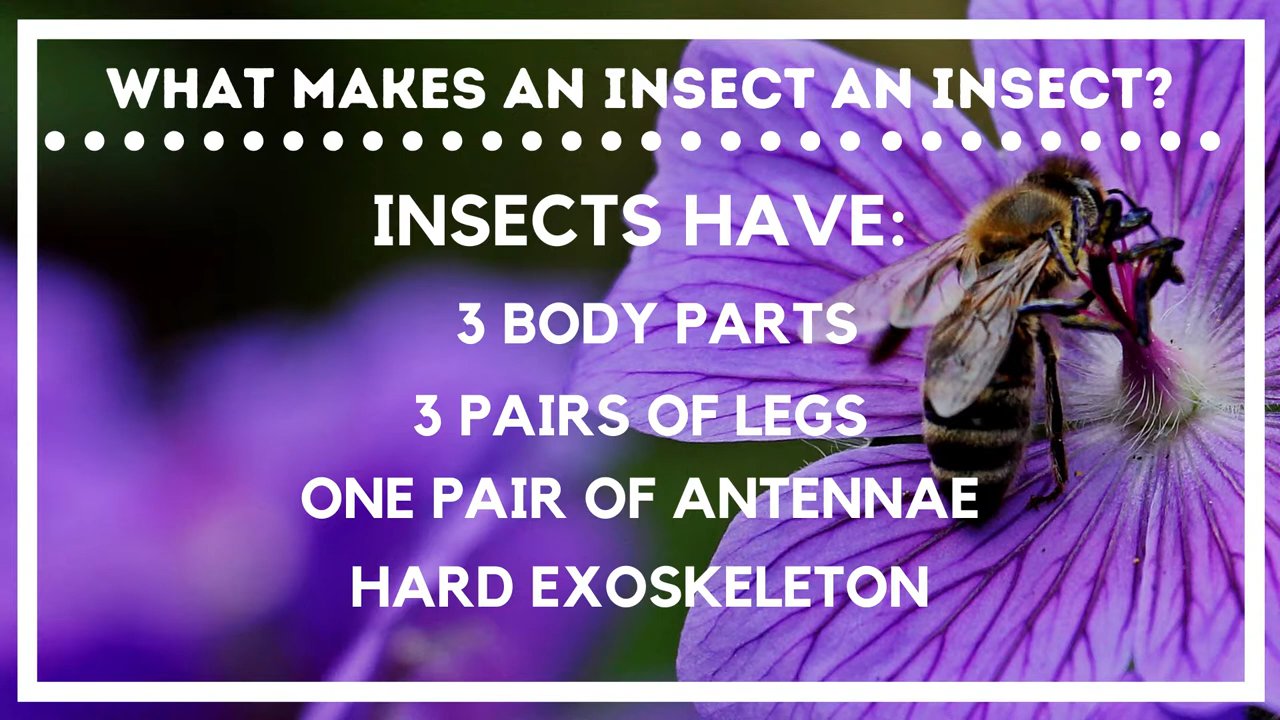 WHAT MAKES AN INSECT AN INSECT?
INSECTS HAVE:
3 BODY PARTS
3 PAIRS OF LEGS
ONE PAIR OF ANTENNAE
HARD EXOSKELETON